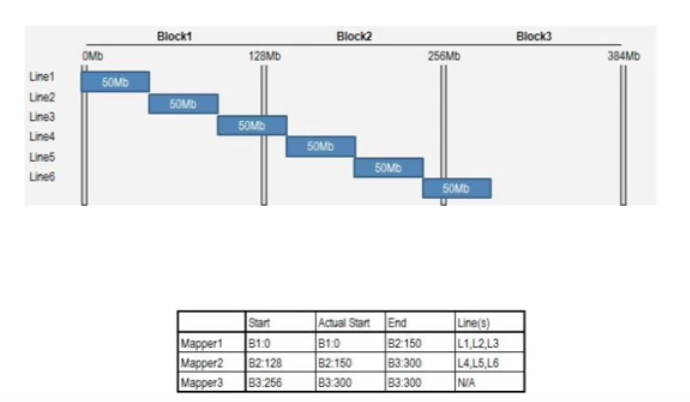 Block1 Block2 Block3
0Mb 128Mb 256Mb 384Mb
Line1 50Mb
Line2 50Mb
Line3 50Mb
Line4 50Mb
Line5 50Mb
Line6 50Mb
Start Actual Start End Line(s)
Mapper1 B1:0 B1:0 B2:150 L1,L2,L3
Mapper2 B2:128 B2:150 B3:300 L4,L5,L6
Mapper3 B3:256 B3:300 B3:300 N/A